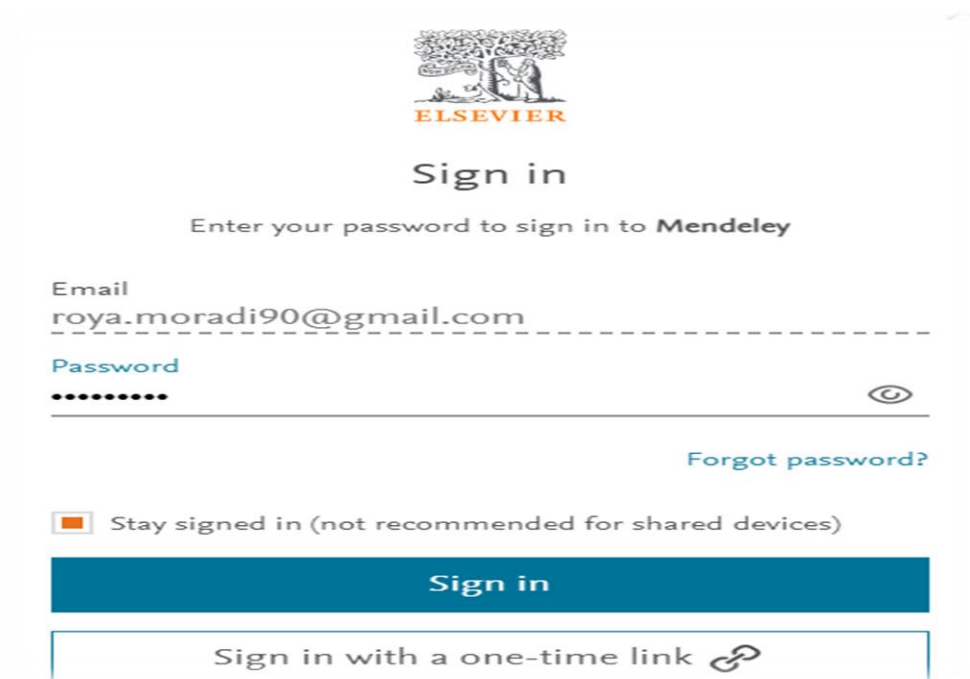 ELSEVIER
Sign in
Enter your password to sign in to Mendeley
Email
roya.moradi90@gmail.com
Password
•••••••••
Forgot password?
Stay signed in (not recommended for shared devices)
Sign in
Sign in with a one-time link